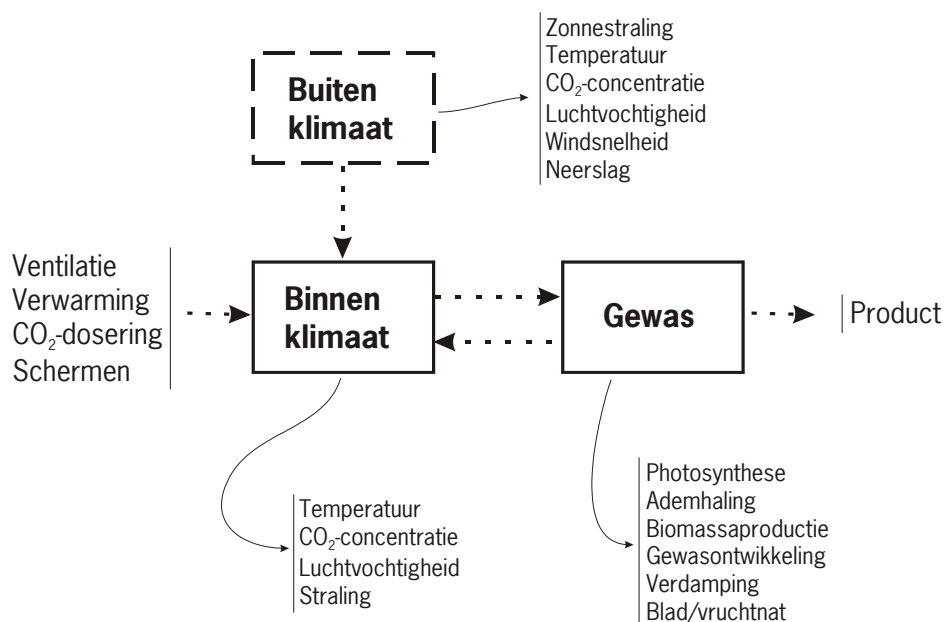 Zonnestraling
Temperatuur
CO₂-concentratie
Luchtvochtigheid
Windsnelheid
Neerslag
Buiten
klimaat
Ventilatie
Verwarming
CO₂-dosering
Schermen
Binnen
klimaat
Gewas
Product
Temperatuur
CO₂-concentratie
Luchtvochtigheid
Straling
Photosynthese
Ademhaling
Biomassaproductie
Gewasontwikkeling
Verdamping
Blad/vruchtnat